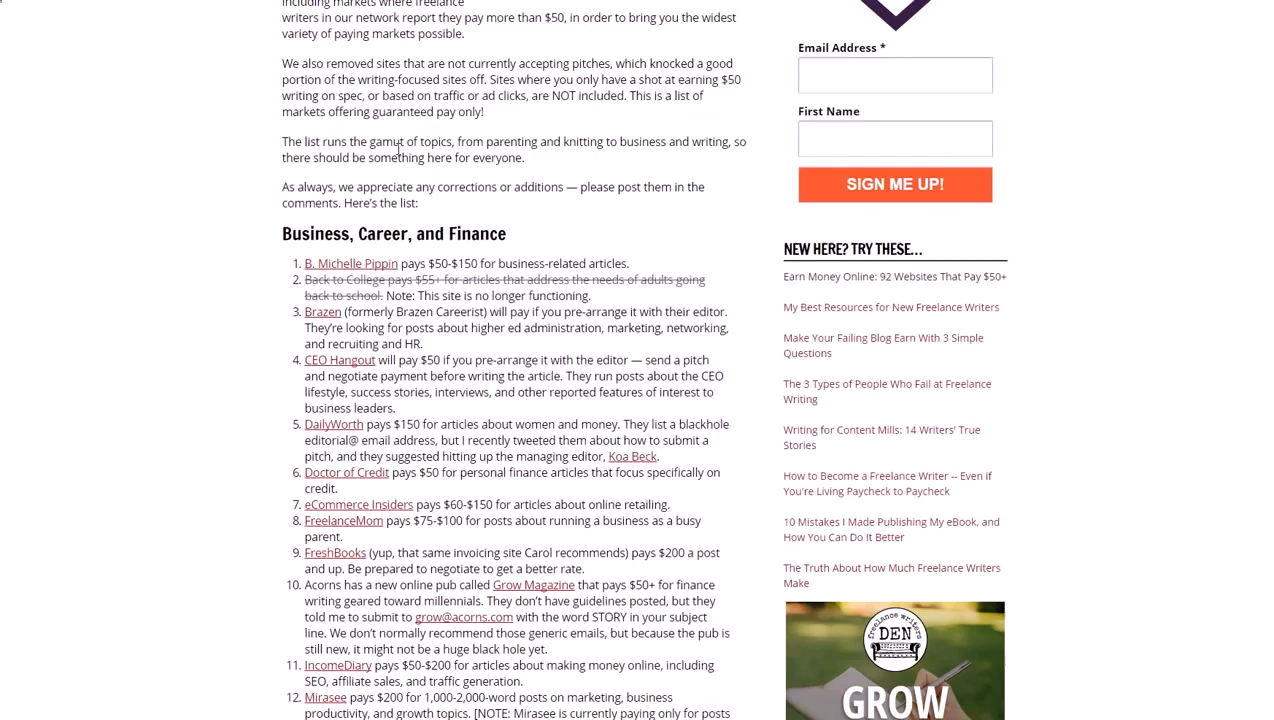 including markets where freelance
writers in our network report they pay more than $50, in order to bring you the widest
variety of paying markets possible.
We also removed sites that are not currently accepting pitches, which knocked a good
portion of the writing-focused sites off. Sites where you only have a shot at earning $50
writing on spec, or based on traffic or ad clicks, are NOT included. This is a list of
markets offering guaranteed pay only!
The list runs the gamut of topics, from parenting and knitting to business and writing, so
there should be something here for everyone.
As always, we appreciate any corrections or additions — please post them in the
comments. Here's the list:
Business, Career, and Finance
1. B. Michelle Pippin pays $50-$150 for business-related articles.
2. Back to College pays $55+ for articles that address the needs of adults going
back to school. Note: This site is no longer functioning.
3. Brazen (formerly Brazen Careerist) will pay if you pre-arrange it with their editor.
They're looking for posts about higher ed administration, marketing, networking,
and recruiting and HR.
4. CEO Hangout will pay $50 if you pre-arrange it with the editor — send a pitch
and negotiate payment before writing the article. They run posts about the CEO
lifestyle, success stories, interviews, and other reported features of interest to
business leaders.
5. DailyWorth pays $150 for articles about women and money. They list a blackhole
editorial@ email address, but I recently tweeted them about how to submit a
pitch, and they suggested hitting up the managing editor, Koa Beck.
6. Doctor of Credit pays $50 for personal finance articles that focus specifically on
credit.
7. eCommerce Insiders pays $60-$150 for articles about online retailing.
8. FreelanceMom pays $75-$100 for posts about running a business as a busy
parent.
9. FreshBooks (yup, that same invoicing site Carol recommends) pays $200 a post
and up. Be prepared to negotiate to get a better rate.
10. Acorns has a new online pub called Grow Magazine that pays $50+ for finance
writing geared toward millennials. They don't have guidelines posted, but they
told me to submit to grow@acorns.com with the word STORY in your subject
line. We don't normally recommend those generic emails, but because the pub is
still new, it might not be a huge black hole yet.
11. IncomeDiary pays $50-$200 for articles about making money online, including
SEO, affiliate sales, and traffic generation.
12. Mirasee pays $200 for 1,000-2,000-word posts on marketing, business
productivity, and growth topics. [NOTE: Mirasee is currently paying only for posts
Email Address *
First Name
SIGN ME UP!
NEW HERE? TRY THESE...
Earn Money Online: 92 Websites That Pay $50+
My Best Resources for New Freelance Writers
Make Your Failing Blog Earn With 3 Simple
Questions
The 3 Types of People Who Fail at Freelance
Writing
Writing for Content Mills: 14 Writers' True
Stories
How to Become a Freelance Writer -- Even if
You're Living Paycheck to Paycheck
10 Mistakes I Made Publishing My eBook, and
How You Can Do It Better
The Truth About How Much Freelance Writers
Make
freelance writers
DEN
GROW